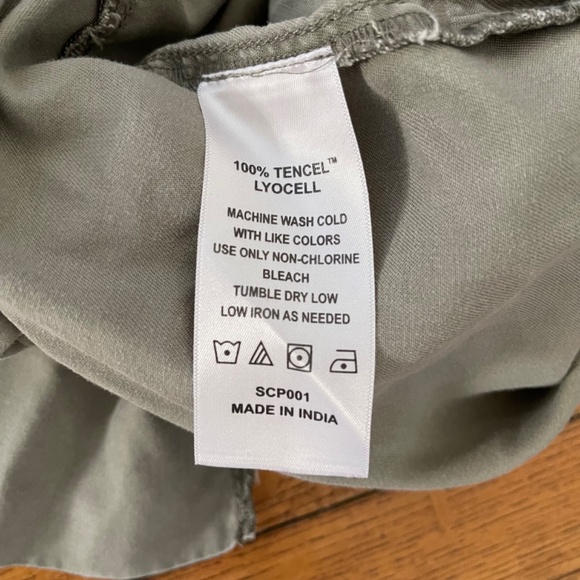 100% TENCEL™
LYOCELL
MACHINE WASH COLD
WITH LIKE COLORS
USE ONLY NON-CHLORINE
BLEACH
TUMBLE DRY LOW
LOW IRON AS NEEDED
SCP001
MADE IN INDIA